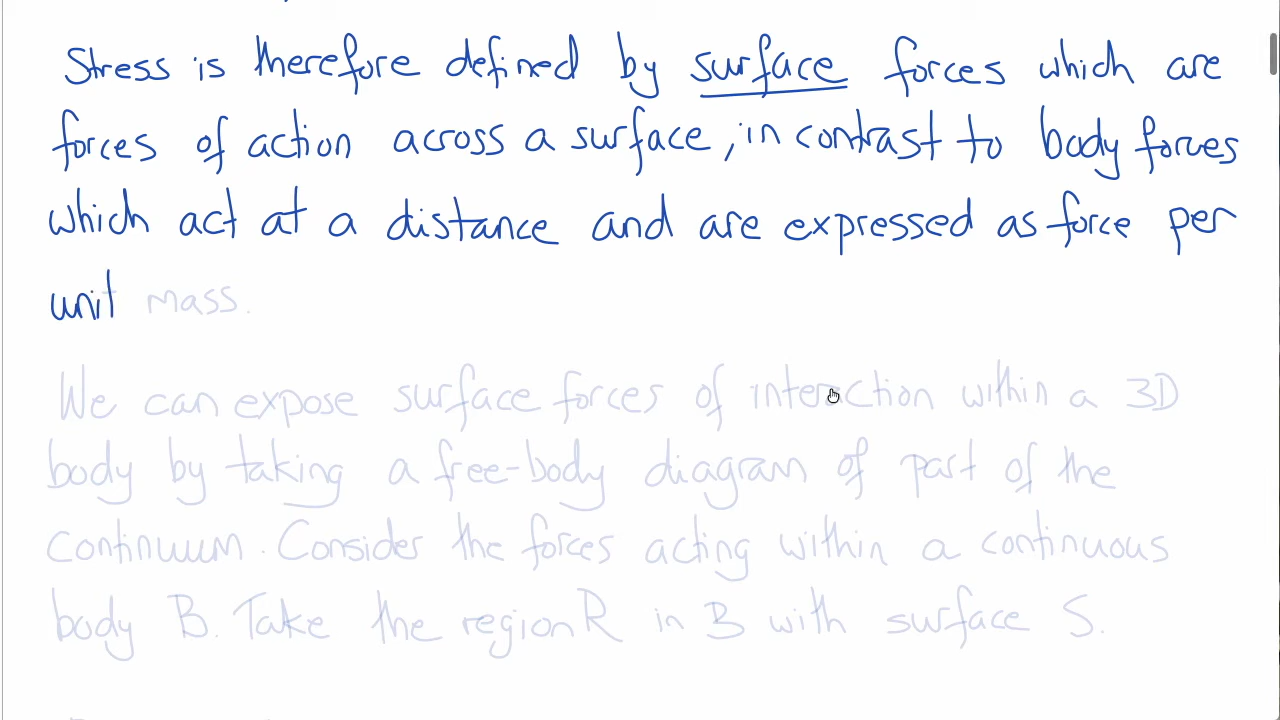 Stress is therefore defined by surface forces which are
forces of action across a surface, in contrast to body forces
which act at a distance and are expressed as force per
unit mass.
We can expose surface forces of interaction within a 3D
body by taking a free-body diagram of part of the
continuum. Consider the forces acting within a continuous
body B. Take the region R in B with surface S.